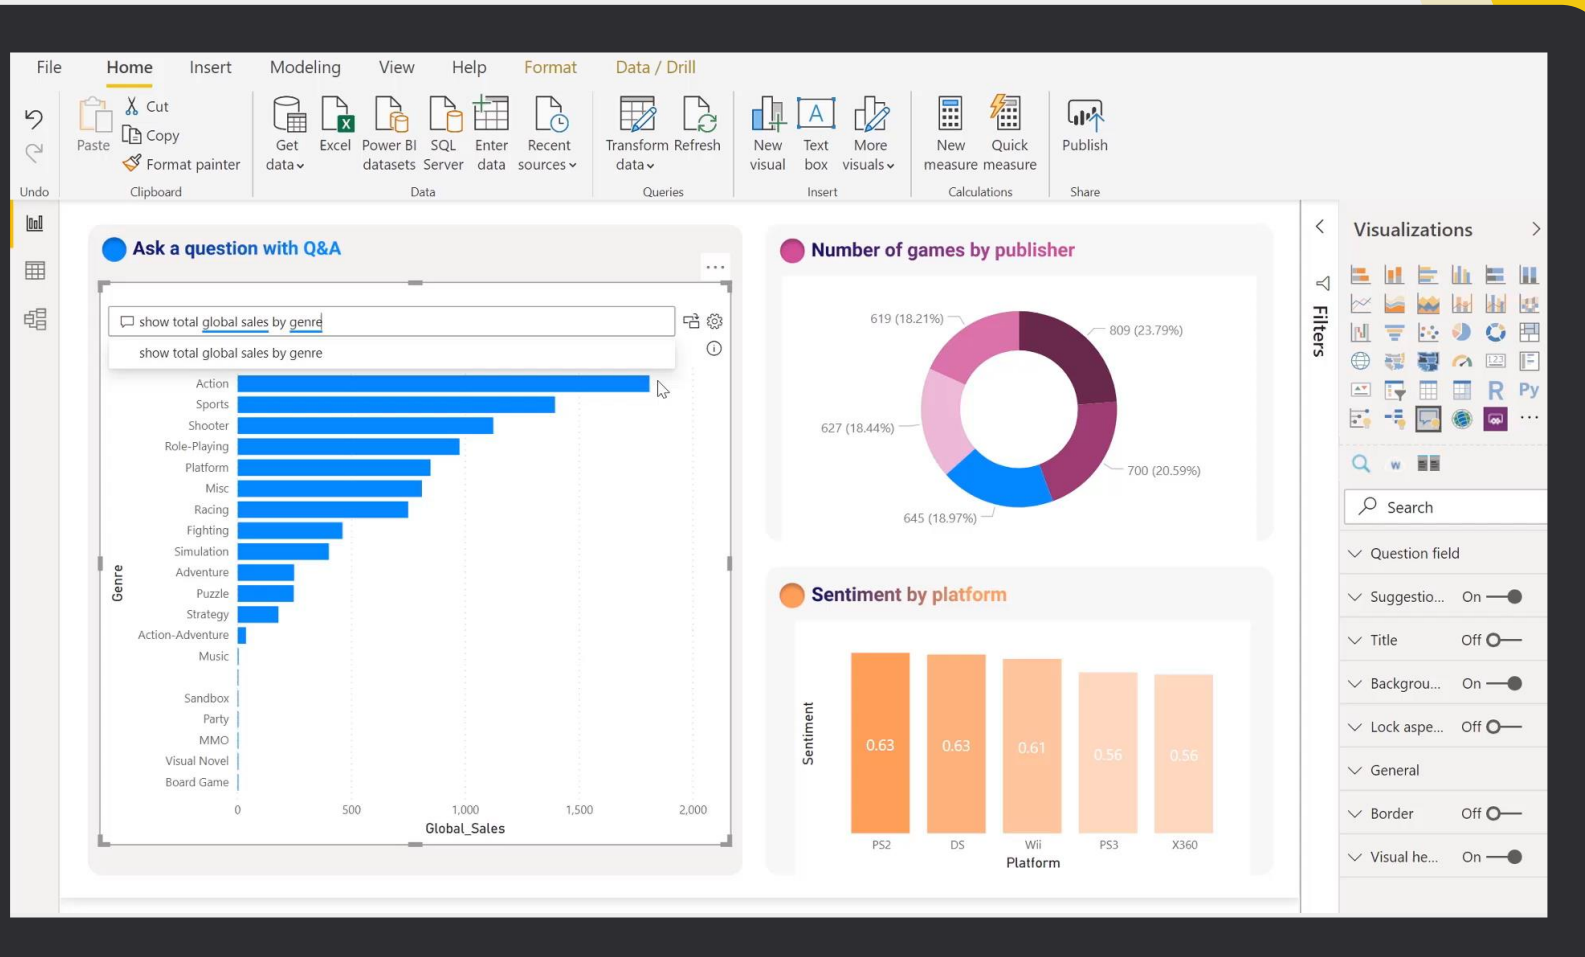 File Home Insert Modeling View Help Format Data / Drill
Cut
Copy
Format painter
Paste
Get data
Excel
Power BI datasets
SQL Server
Enter data
Recent sources
Transform data
Refresh
New visual
Text box
More visuals
New measure
Quick measure
Publish
Undo Clipboard Data Queries Insert Calculations Share
Ask a question with Q&A
show total global sales by genre
show total global sales by genre
Genre
Action
Sports
Shooter
Role-Playing
Platform
Misc
Racing
Fighting
Simulation
Adventure
Puzzle
Strategy
Action-Adventure
Music
Sandbox
Party
MMO
Visual Novel
Board Game
0 500 1,000 1,500 2,000
Global_Sales
Number of games by publisher
619 (18.21%)
809 (23.79%)
627 (18.44%)
700 (20.59%)
645 (18.97%)
Sentiment by platform
Sentiment
0.63 0.63 0.61 0.56 0.56
PS2 DS Wii PS3 X360
Platform
Filters
Visualizations
123
R Py
W
Search
Question field
Suggestio... On
Title Off
Backgrou... On
Lock aspe... Off
General
Border Off
Visual he... On